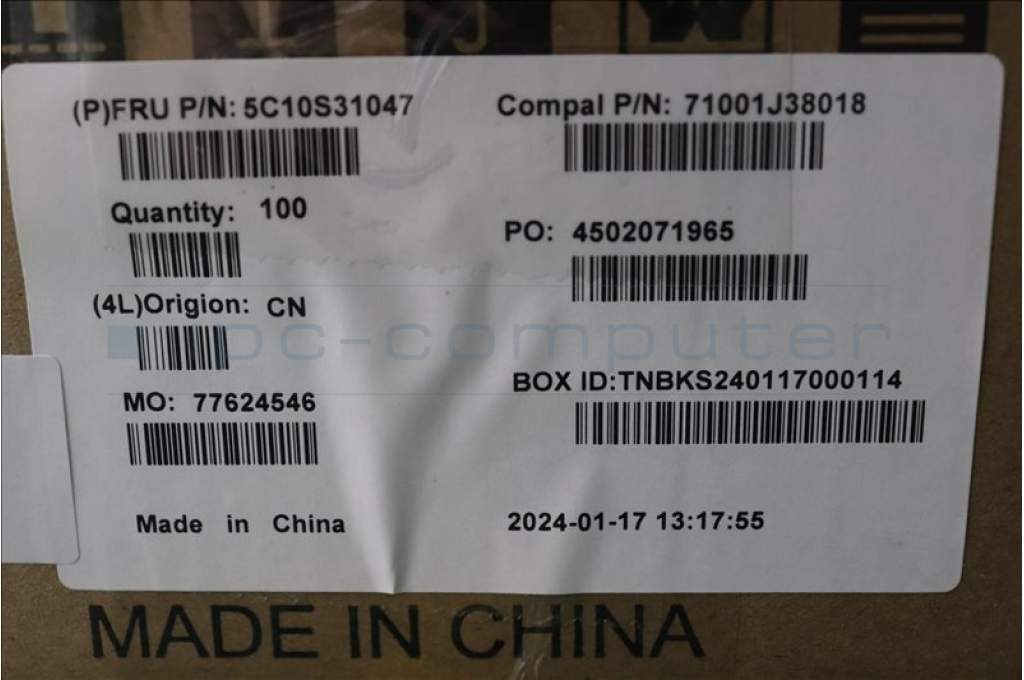 (P)FRU P/N: 5C10S31047
Compal P/N: 71001J38018
Quantity: 100
PO: 4502071965
(4L)Origion: CN
pc-computer
BOX ID:TNBKS240117000114
MO: 77624546
Made in China
2024-01-17 13:17:55
MADE IN CHINA